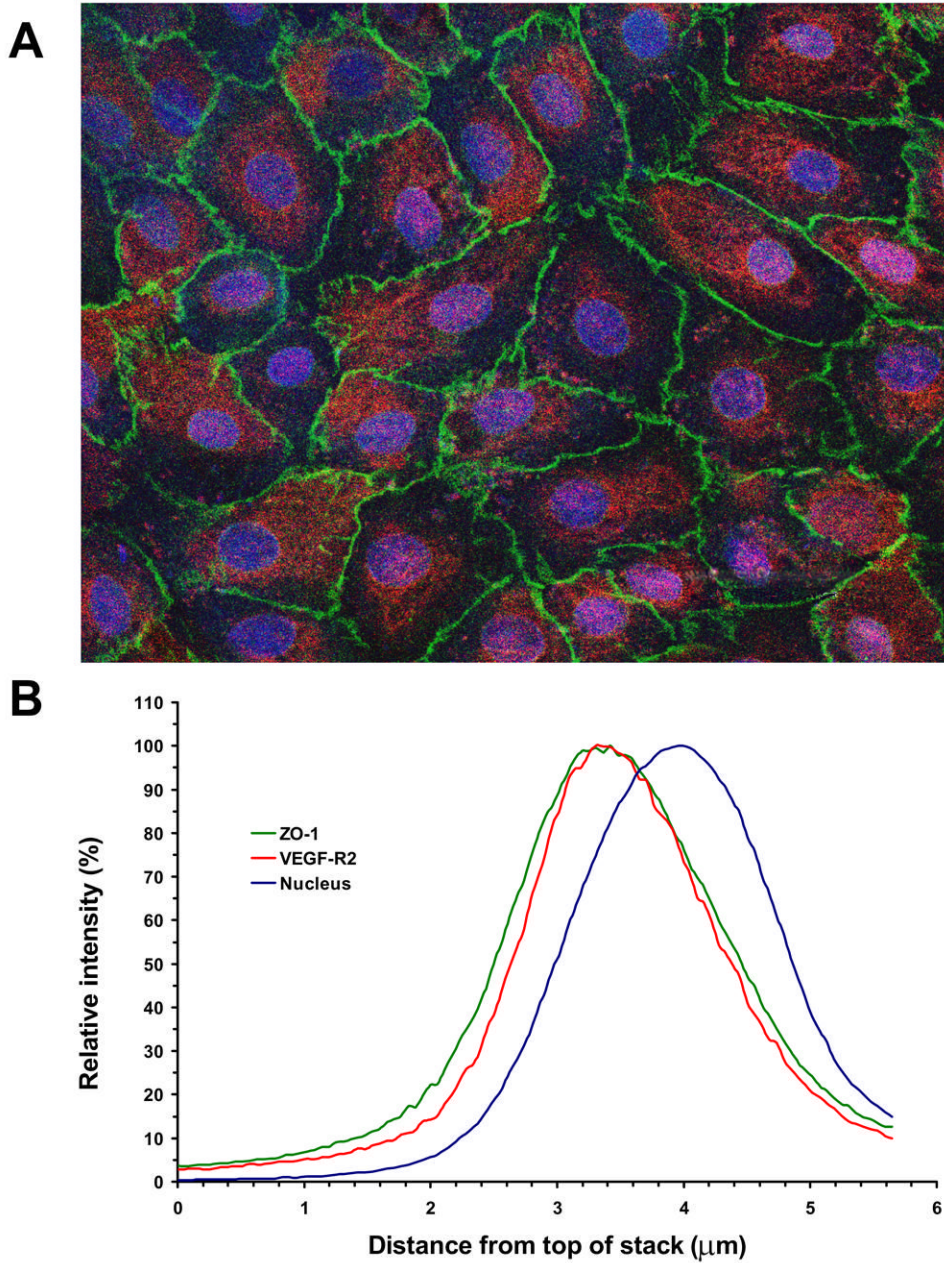 A
B
110
100
90
80
70
60
50
40
30
20
10
0
Relative intensity (%)
ZO-1
VEGF-R2
Nucleus
0 1 2 3 4 5 6
Distance from top of stack (μm)